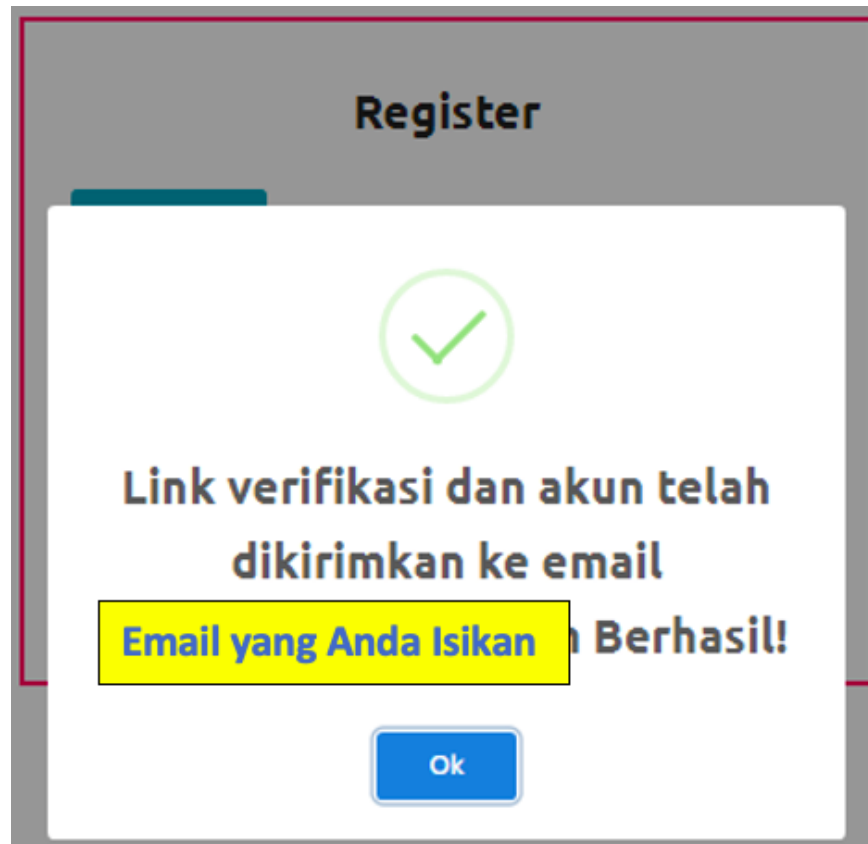 Register
Link verifikasi dan akun telah
dikirimkan ke email
Email yang Anda Isikan Berhasil!
Ok